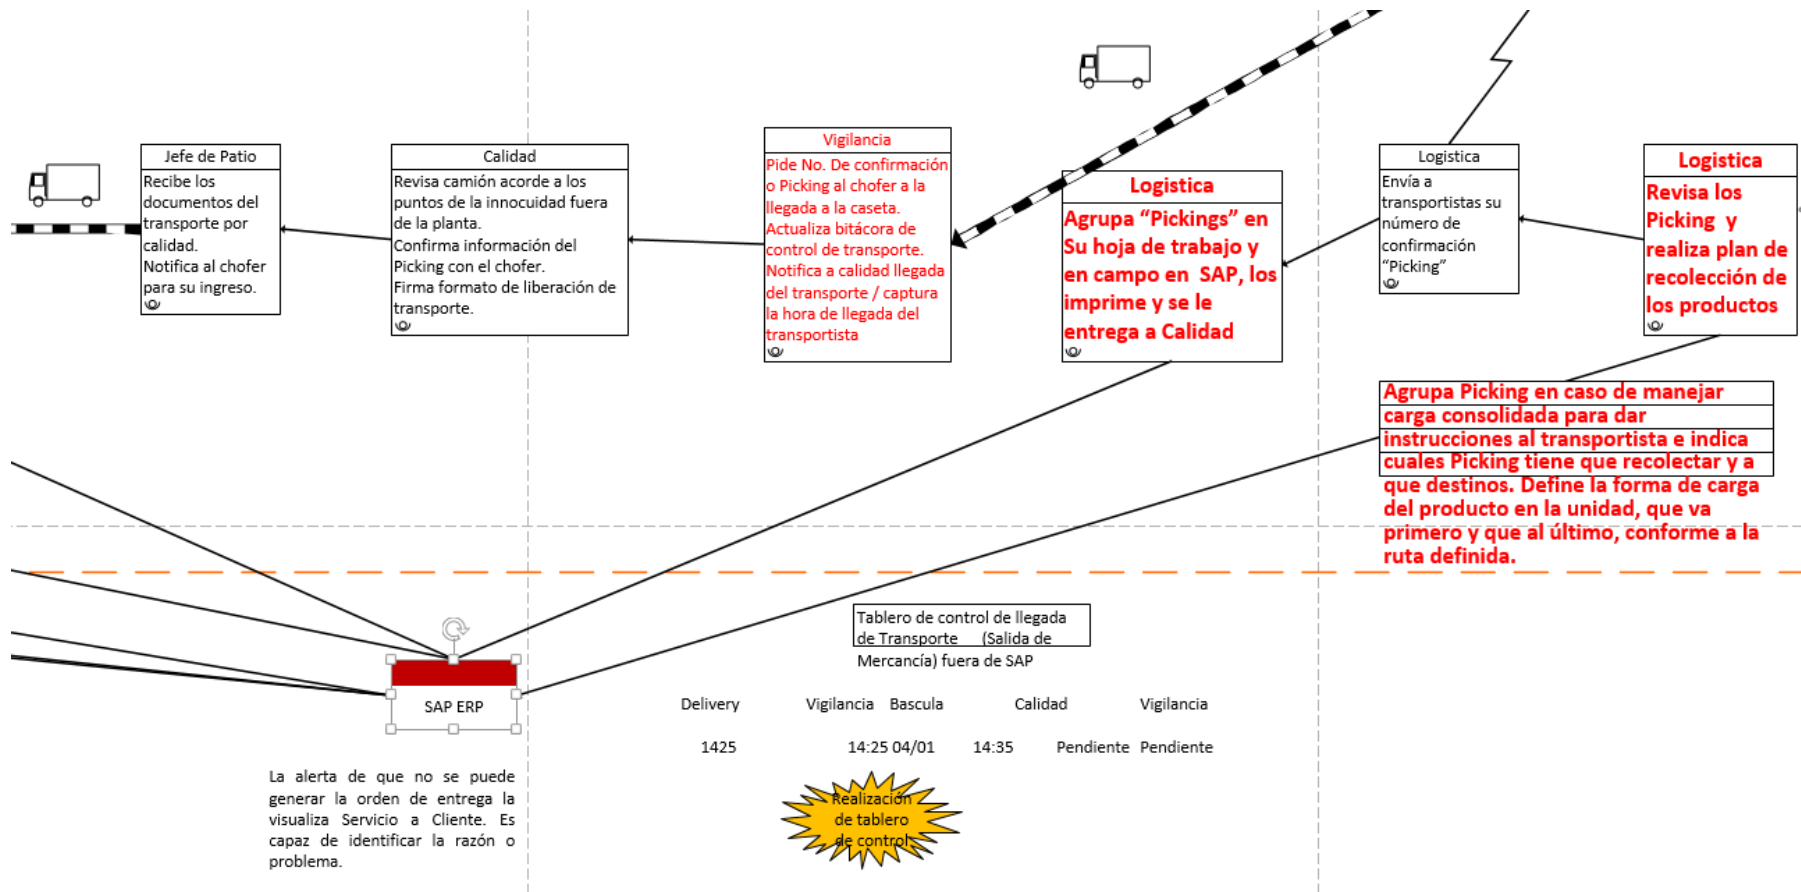 Jefe de Patio
Recibe los
documentos del
transporte por
calidad.
Notifica al chofer
para su ingreso.
Calidad
Revisa camión acorde a los
puntos de la innocuidad fuera
de la planta.
Confirma información del
Picking con el chofer.
Firma formato de liberación de
transporte.
Vigilancia
Pide No. De confirmación
o Picking al chofer a la
llegada a la caseta.
Actualiza bitácora de
control de transporte.
Notifica a calidad llegada
del transporte / captura
la hora de llegada del
transportista
Logistica
Agrupa “Pickings” en
Su hoja de trabajo y
en campo en SAP, los
imprime y se le
entrega a Calidad
Logistica
Envía a
transportistas su
número de
confirmación
“Picking”
Logistica
Revisa los
Picking y
realiza plan de
recolección de
los productos
Agrupa Picking en caso de manejar
carga consolidada para dar
instrucciones al transportista e indica
cuales Picking tiene que recolectar y a
que destinos. Define la forma de carga
del producto en la unidad, que va
primero y que al último, conforme a la
ruta definida.
SAP ERP
La alerta de que no se puede
generar la orden de entrega la
visualiza Servicio a Cliente. Es
capaz de identificar la razón o
problema.
Tablero de control de llegada
de Transporte (Salida de
Mercancía) fuera de SAP
Delivery Vigilancia Bascula Calidad Vigilancia
1425 14:25 04/01 14:35 Pendiente Pendiente
Realización
de tablero
de control